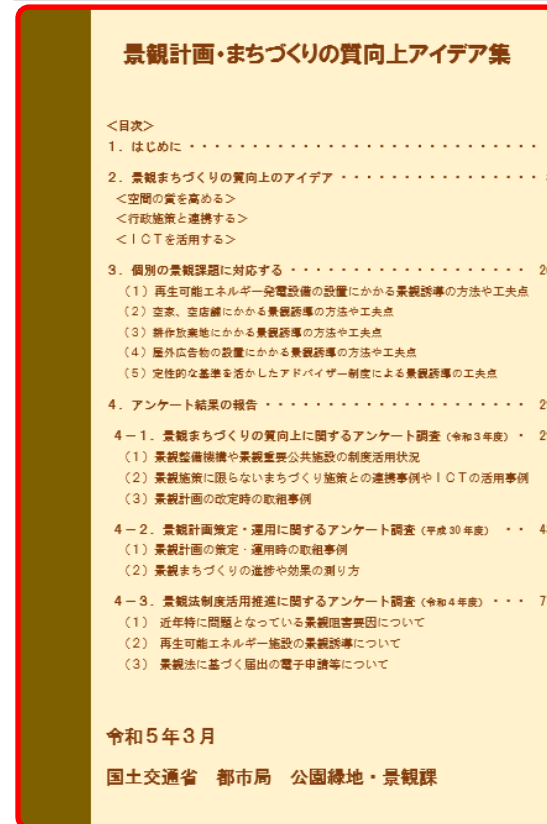 景観計画・まちづくりの質向上アイデア集
＜目次＞
１．はじめに ・・・・・・・・・・・・・・・・・・・・・・・・・・・・
２．景観まちづくりの質向上のアイデア ・・・・・・・・・・・・・・・・
＜空間の質を高める＞
＜行政施策と連携する＞
＜ＩＣＴを活用する＞
３．個別の景観課題に対応する ・・・・・・・・・・・・・・・・・・・
（１）再生可能エネルギー発電設備の設置にかかる景観誘導の方法や工夫点
（２）空家、空店舗にかかる景観誘導の方法や工夫点
（３）耕作放棄地にかかる景観誘導の方法や工夫点
（４）屋外広告物の設置にかかる景観誘導の方法や工夫点
（５）定性的な基準を活かしたアドバイザー制度による景観誘導の工夫点
４．アンケート結果の報告 ・・・・・・・・・・・・・・・・・・・・・
４－１．景観まちづくりの質向上に関するアンケート調査（令和３年度）・
（１）景観整備機構や景観重要公共施設の制度活用状況
（２）景観施策に限らないまちづくり施策との連携事例やＩＣＴの活用事例
（３）景観計画の改定時の取組事例
４－２．景観計画策定・運用に関するアンケート調査（平成30年度） ・・
（１）景観計画の策定・運用時の取組事例
（２）景観まちづくりの進捗や効果の測り方
４－３．景観法制度活用推進に関するアンケート調査（令和４年度）・・・
（１） 近年特に問題となっている景観阻害要因について
（２） 再生可能エネルギー施設の景観誘導について
（３） 景観法に基づく届出の電子申請等について
令和５年３月
国土交通省　都市局　公園緑地・景観課